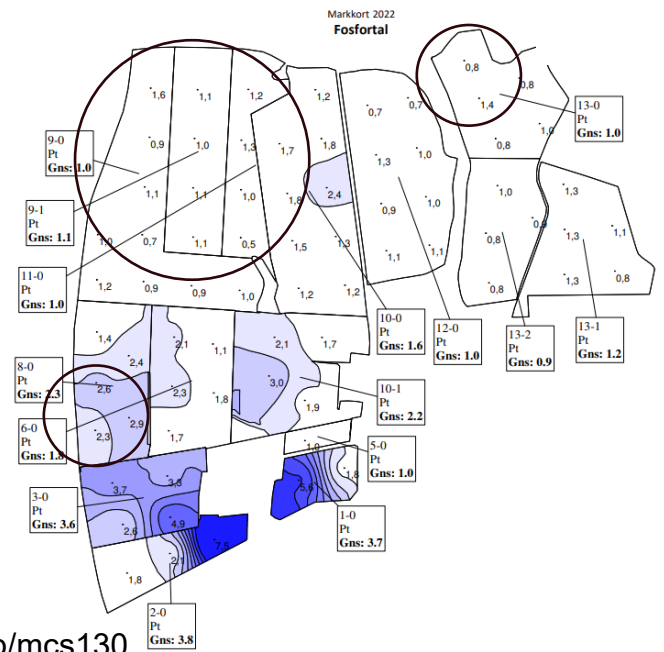 Markkort 2022
Fosfortal
0,8
0,8
1,4
0,8
1,0
13-0
Pt
Gns: 1.0
1,6
1,1
1,2
1,2
0,7
0,7
9-0
Pt
Gns: 1.0
0,9
1,0
1,3
1,7
1,8
1,3
1,0
1,1
1,1
1,0
1,8
2,4
0,9
1,0
1,0
1,3
9-1
Pt
Gns: 1.1
1,0
0,7
1,1
0,5
1,5
1,3
1,1
1,1
0,8
0,9
1,3
1,1
11-0
Pt
Gns: 1.0
1,2
0,9
0,9
1,0
1,2
1,2
0,8
1,3
0,8
10-0
Pt
Gns: 1.6
12-0
Pt
Gns: 1.0
13-2
Pt
Gns: 0.9
13-1
Pt
Gns: 1.2
1,4
2,4
2,1
1,1
2,1
1,7
8-0
Pt
Gns: 2.3
2,6
2,3
1,8
3,0
1,9
10-1
Pt
Gns: 2.2
6-0
Pt
Gns: 1.8
2,3
2,9
1,7
1,0
5-0
Pt
Gns: 1.0
3-0
Pt
Gns: 3.6
3,7
3,3
2,6
4,9
5,6
1,8
1-0
Pt
Gns: 3.7
1,8
2,1
7,5
2-0
Pt
Gns: 3.8
o/mcs130